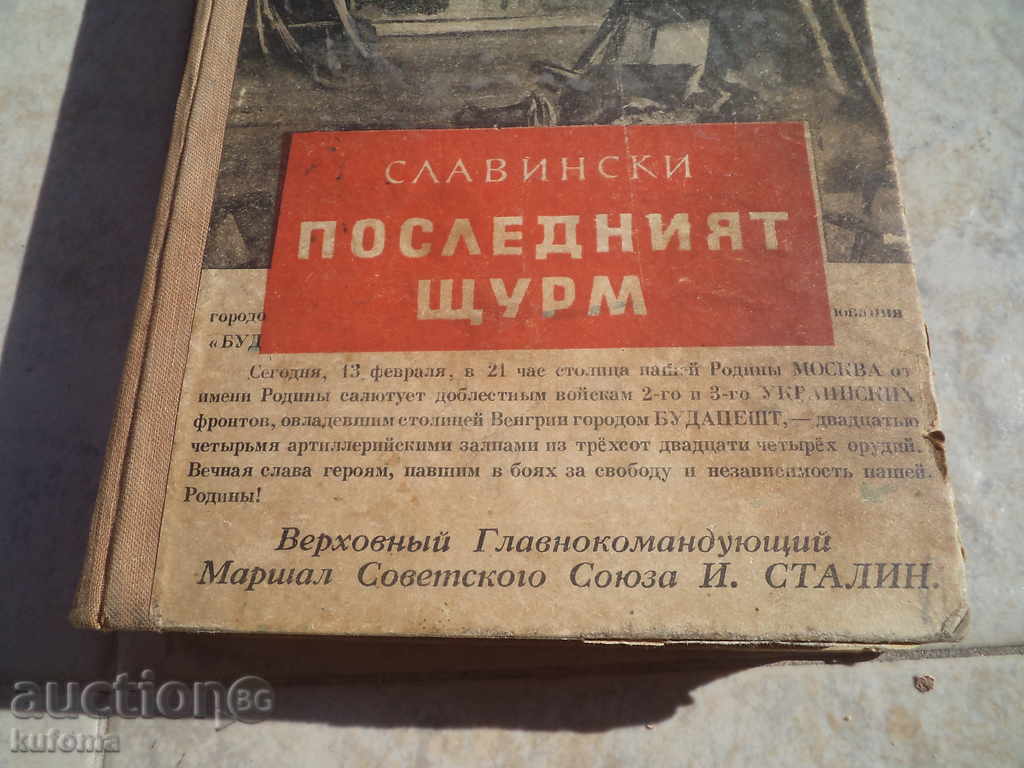 СЛАВИНСКИ
ПОСЛЕДНИЯТ
ЩУРМ
«БУД
Сегодня, 13 февраля, в 21 час столица нашей Родины МОСКВА от
имени Родины салютует доблестным войскам 2-го и 3-го УКРАИНСКИХ
фронтов, овладевшим столицей Венгрии городом БУДАПЕШТ, — двадцатью
четырьмя артиллерийскими залпами из трёхсот двадцати четырёх орудий.
Вечная слава героям, павшим в боях за свободу и независимость нашей
Родины!
Верховный Главнокомандующий
Маршал Советского Союза И. СТАЛИН.
auction BG
kufoma